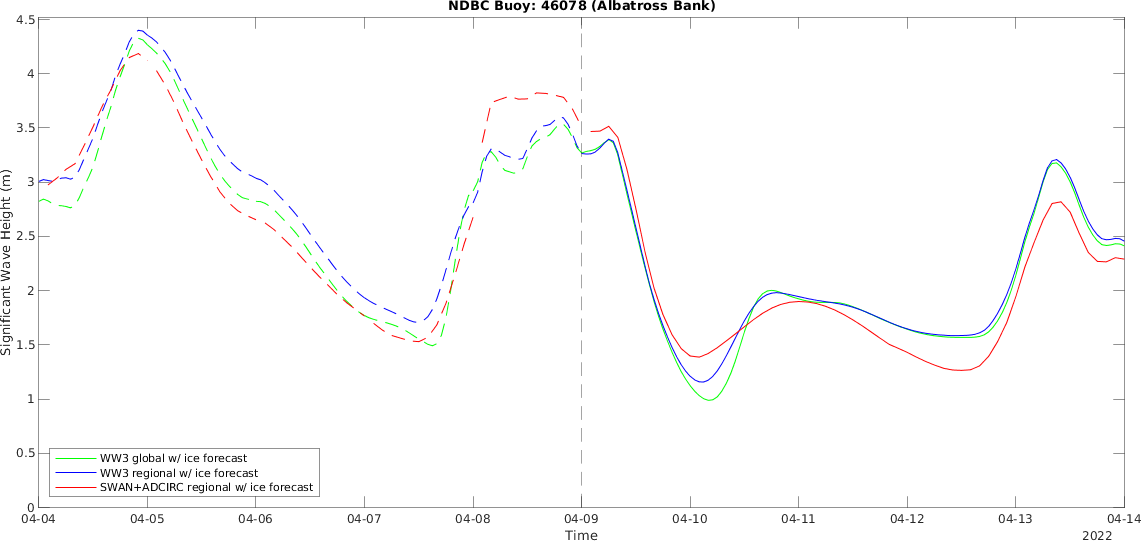 NDBC Buoy: 46078 (Albatross Bank)
4.5
4
3.5
3
2.5
2
1.5
1
0.5
0
Significant Wave Height (m)
WW3 global w/ ice forecast
WW3 regional w/ ice forecast
SWAN+ADCIRC regional w/ ice forecast
04-04 04-05 04-06 04-07 04-08 04-09 04-10 04-11 04-12 04-13 04-14
Time
2022